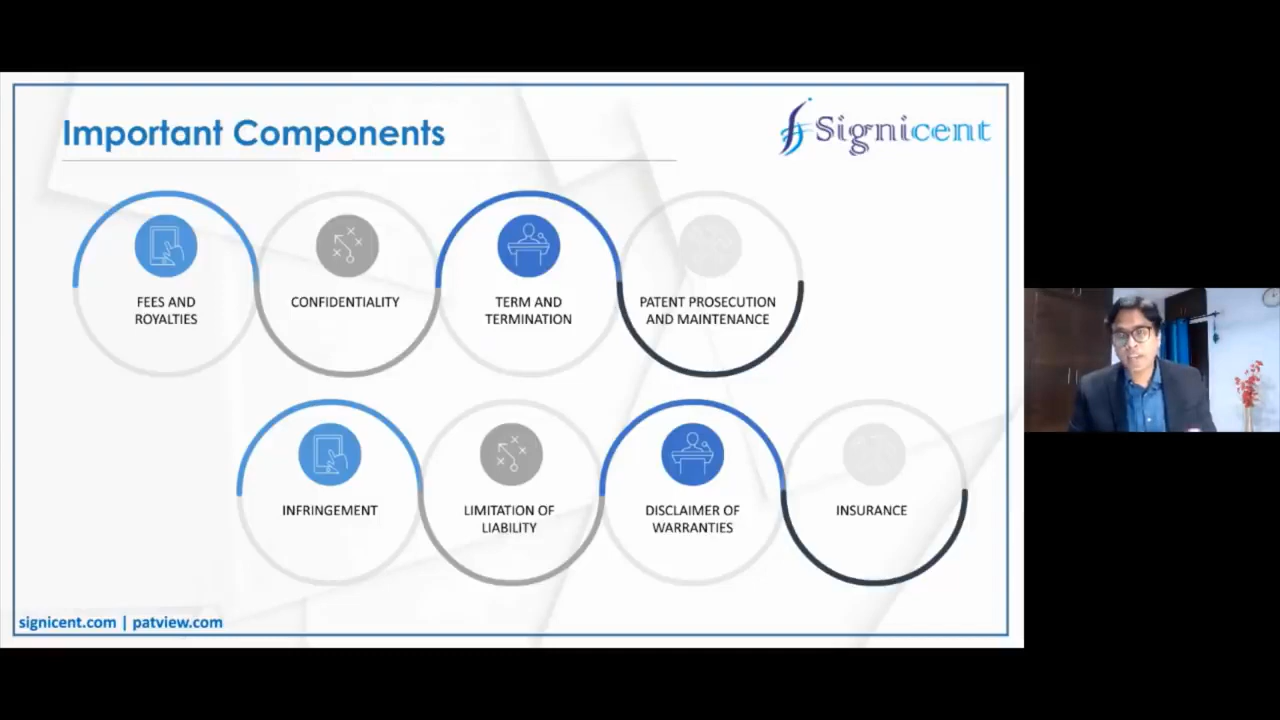 Important Components
Signicent
FEES AND
ROYALTIES
CONFIDENTIALITY
TERM AND
TERMINATION
PATENT PROSECUTION
AND MAINTENANCE
INFRINGEMENT
LIMITATION OF
LIABILITY
DISCLAIMER OF
WARRANTIES
INSURANCE
signicent.com | patview.com